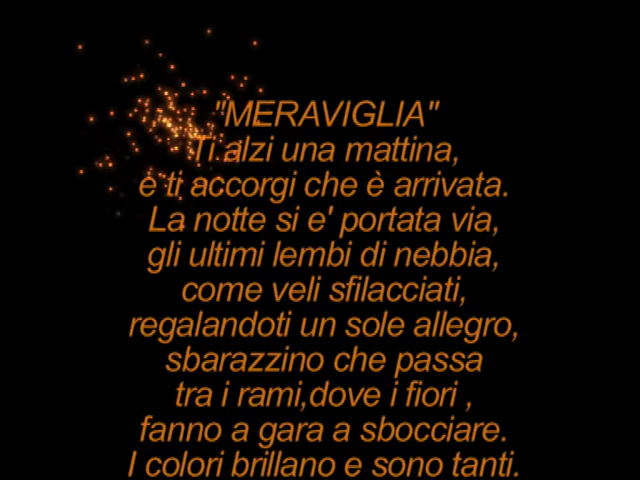 "MERAVIGLIA"
Ti alzi una mattina,
e ti accorgi che è arrivata.
La notte si e' portata via,
gli ultimi lembi di nebbia,
come veli sfilacciati,
regalandoti un sole allegro,
sbarazzino che passa
tra i rami,dove i fiori ,
fanno a gara a sbocciare.
I colori brillano e sono tanti.